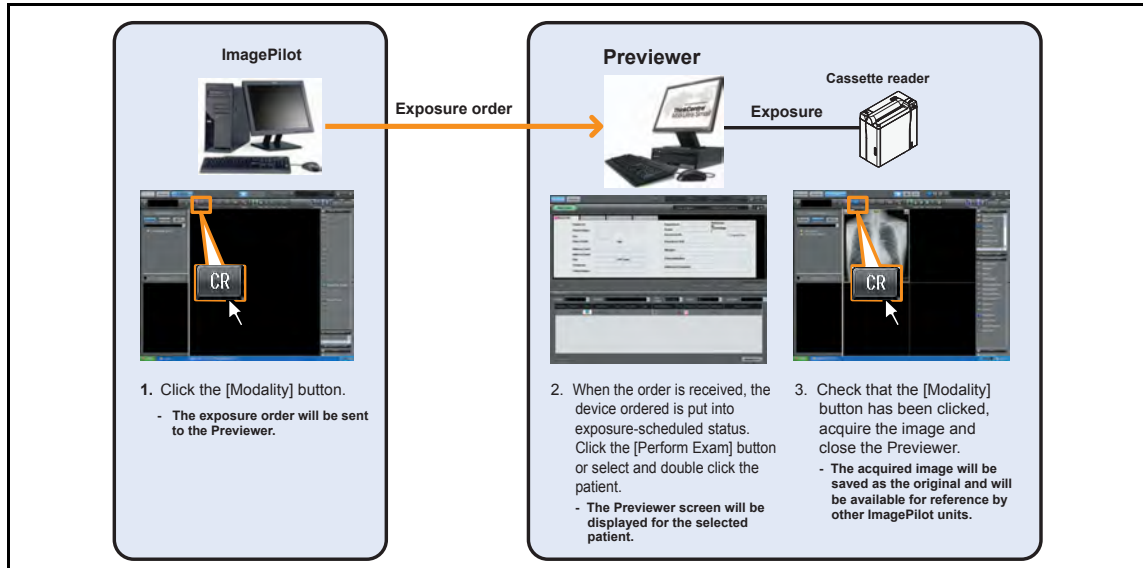 ImagePilot
Exposure order
Previewer
Exposure
Cassette reader
CR
CR
1. Click the [Modality] button.
- The exposure order will be sent
to the Previewer.
2. When the order is received, the
device ordered is put into
exposure-scheduled status.
Click the [Perform Exam] button
or select and double click the
patient.
- The Previewer screen will be
displayed for the selected
patient.
3. Check that the [Modality]
button has been clicked,
acquire the image and
close the Previewer.
- The acquired image will be
saved as the original and will
be available for reference by
other ImagePilot units.